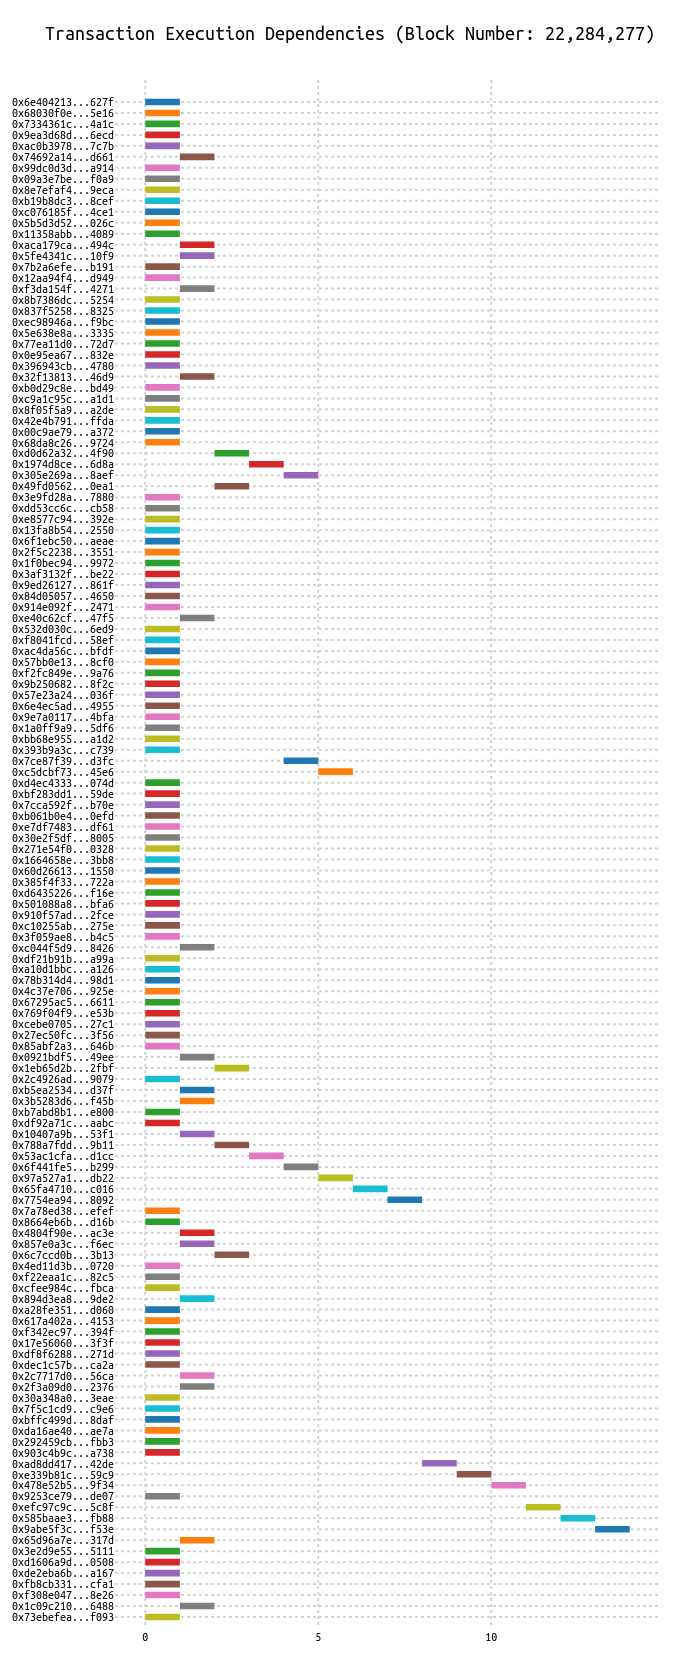 Transaction Execution Dependencies (Block Number: 22,284,277)
0x6e404213...627f
0x68030f0e...5e16
0x7334361c...4a1c
0x9ea3d68d...6ecd
0xac0b3978...7c7b
0x74692a14...d661
0x99dc0d3d...a914
0x09a3e7be...f0a9
0x8e7efaf4...9eca
0xb19b8dc3...8cef
0xc076185f...4ce1
0x5b5d3d52...026c
0x11358abb...4089
0xaca179ca...494c
0x5fe4341c...10f9
0x7b2a6efe...b191
0x12aa94f4...d949
0xf3da154f...4271
0x8b7386dc...5254
0x837f5258...8325
0xec98946a...f9bc
0x5e638e8a...3335
0x77ea11d0...72d7
0x0e95ea67...832e
0x396943cb...4780
0x32f13813...46d9
0xb0d29c8e...bd49
0xc9a1c95c...a1d1
0x8f05f5a9...a2de
0x42e4b791...ffda
0x00c9ae79...a372
0x68da8c26...9724
0xd0d62a32...4f90
0x1974d8ce...6d8a
0x305e269a...8aef
0x49fd0562...0ea1
0x3e9fd28a...7880
0xdd53cc6c...cb58
0xe8577c94...392e
0x13fa8b54...2550
0x6f1ebc50...aeae
0x2f5c2238...3551
0x1f0bec94...9972
0x3af3132f...be22
0x9ed26127...861f
0x84d05057...4650
0x914e092f...2471
0xe40c62cf...47f5
0x532d030c...6ed9
0xf8041fcd...58ef
0xac4da56c...bfdf
0x57bb0e13...8cf0
0xf2fc849e...9a76
0x9b250682...8f2c
0x57e23a24...036f
0x6e4ec5ad...4955
0x9e7a0117...4bfa
0x1a0ff9a9...5df6
0xbb68e955...a1d2
0x393b9a3c...c739
0x7ce87f39...d3fc
0xc5dcbf73...45e6
0xd4ec4333...074d
0xbf283dd1...59de
0x7cca592f...b70e
0xb061b0e4...0efd
0xe7df7483...df61
0x30e2f5df...8005
0x271e54f0...0328
0x1664658e...3bb8
0x60d26613...1550
0x385f4f33...722a
0xd6435226...f16e
0x501088a8...bfa6
0x910f57ad...2fce
0xc10255ab...275e
0x3f059ae8...b4c5
0xc044f5d9...8426
0xdf21b91b...a99a
0xa10d1bbc...a126
0x78b314d4...98d1
0x4c37e706...925e
0x67295ac5...6611
0x769f04f9...e53b
0xcebe0705...27c1
0x27ec50fc...3f56
0x85abf2a3...646b
0x0921bdf5...49ee
0x1eb65d2b...2fbf
0x2c4926ad...9079
0xb5ea2534...d37f
0x3b5283d6...f45b
0xb7abd8b1...e800
0xdf92a71c...aabc
0x10407a9b...53f1
0x788a7fdd...9b11
0x53ac1cfa...d1cc
0x6f441fe5...b299
0x97a527a1...db22
0x65fa4710...c016
0x7754ea94...8092
0x7a78ed38...efef
0x8664eb6b...d16b
0x4804f90e...ac3e
0x857e0a3c...f6ec
0x6c7ccd0b...3b13
0x4ed11d3b...0720
0xf22eaa1c...82c5
0xcfee984c...fbca
0x894d3ea8...9de2
0xa28fe351...d060
0x617a402a...4153
0xf342ec97...394f
0x17e56060...3f3f
0xdf8f6288...271d
0xdec1c57b...ca2a
0x2c7717d0...56ca
0x2f3a09d0...2376
0x30a348a0...3eae
0x7f5c1cd9...c9e6
0xbffc499d...8daf
0xda16ae40...ae7a
0x292459cb...fbb3
0x903c4b9c...a738
0xad8dd417...42de
0xe339b81c...59c9
0x478e52b5...9f34
0x9253ce79...de07
0xefc97c9c...5c8f
0x585baae3...fb88
0x9abe5f3c...f53e
0x65d96a7e...317d
0x3e2d9e55...5111
0xd1606a9d...0508
0xde2eba6b...a167
0xfb8cb331...cfa1
0xf308e047...8e26
0x1c09c210...6488
0x73ebefea...f093
0 5 10